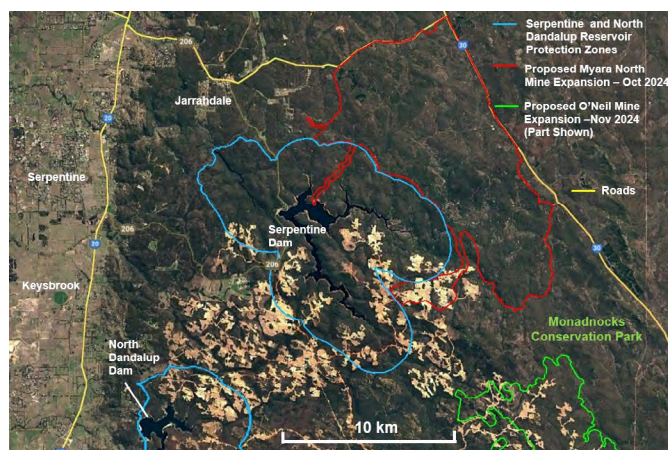 Serpentine and North
Dandalup Reservoir
Protection Zones
206
30
Proposed Myara North
Mine Expansion – Oct 2024
Jarrahdale
Proposed O'Neil Mine
Expansion –Nov 2024
(Part Shown)
20
Serpentine
Roads
Serpentine
Dam
206
20
30
206
Keysbrook
Monadnocks
Conservation Park
North
Dandalup
Dam
10 km
20